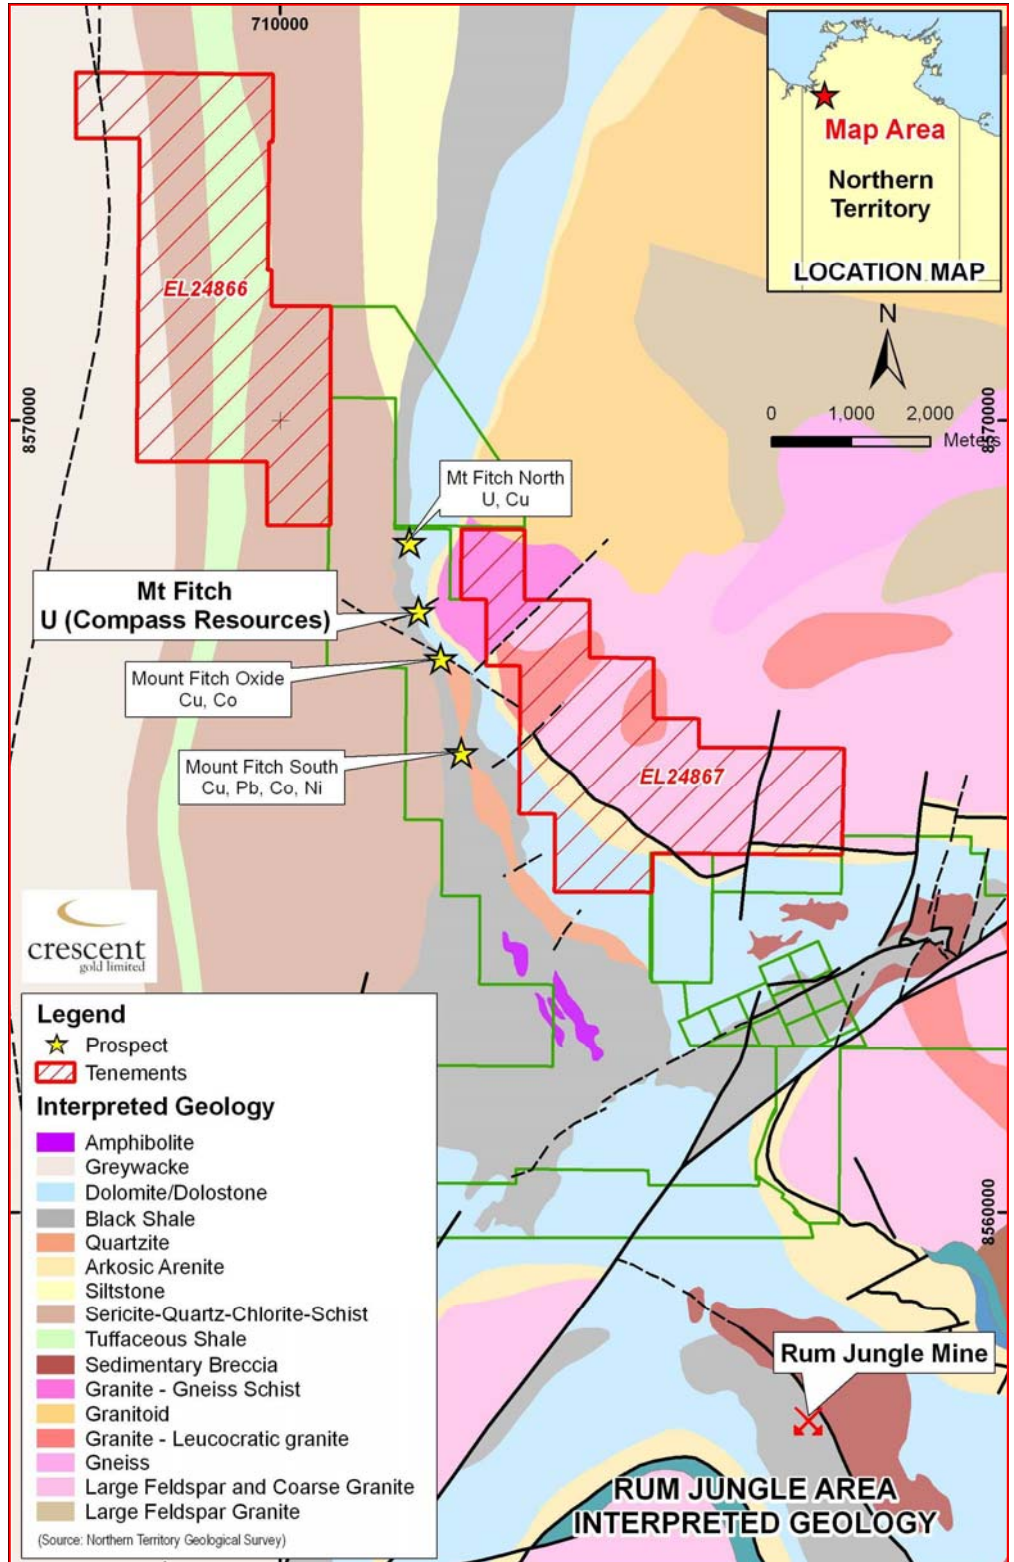 710000
Map Area
Northern
Territory
LOCATION MAP
N
0 1,000 2,000
Meters
8570000
8570000
EL24866
Mt Fitch North
U, Cu
Mt Fitch
U (Compass Resources)
Mount Fitch Oxide
Cu, Co
Mount Fitch South
Cu, Pb, Co, Ni
EL24867
crescent
gold limited
Legend
Prospect
Tenements
Interpreted Geology
Amphibolite
Greywacke
Dolomite/Dolostone
Black Shale
Quartzite
Arkosic Arenite
Siltstone
Sericite-Quartz-Chlorite-Schist
Tuffaceous Shale
Sedimentary Breccia
Granite - Gneiss Schist
Granitoid
Granite - Leucocratic granite
Gneiss
Large Feldspar and Coarse Granite
Large Feldspar Granite
(Source: Northern Territory Geological Survey)
8560000
Rum Jungle Mine
RUM JUNGLE AREA
INTERPRETED GEOLOGY